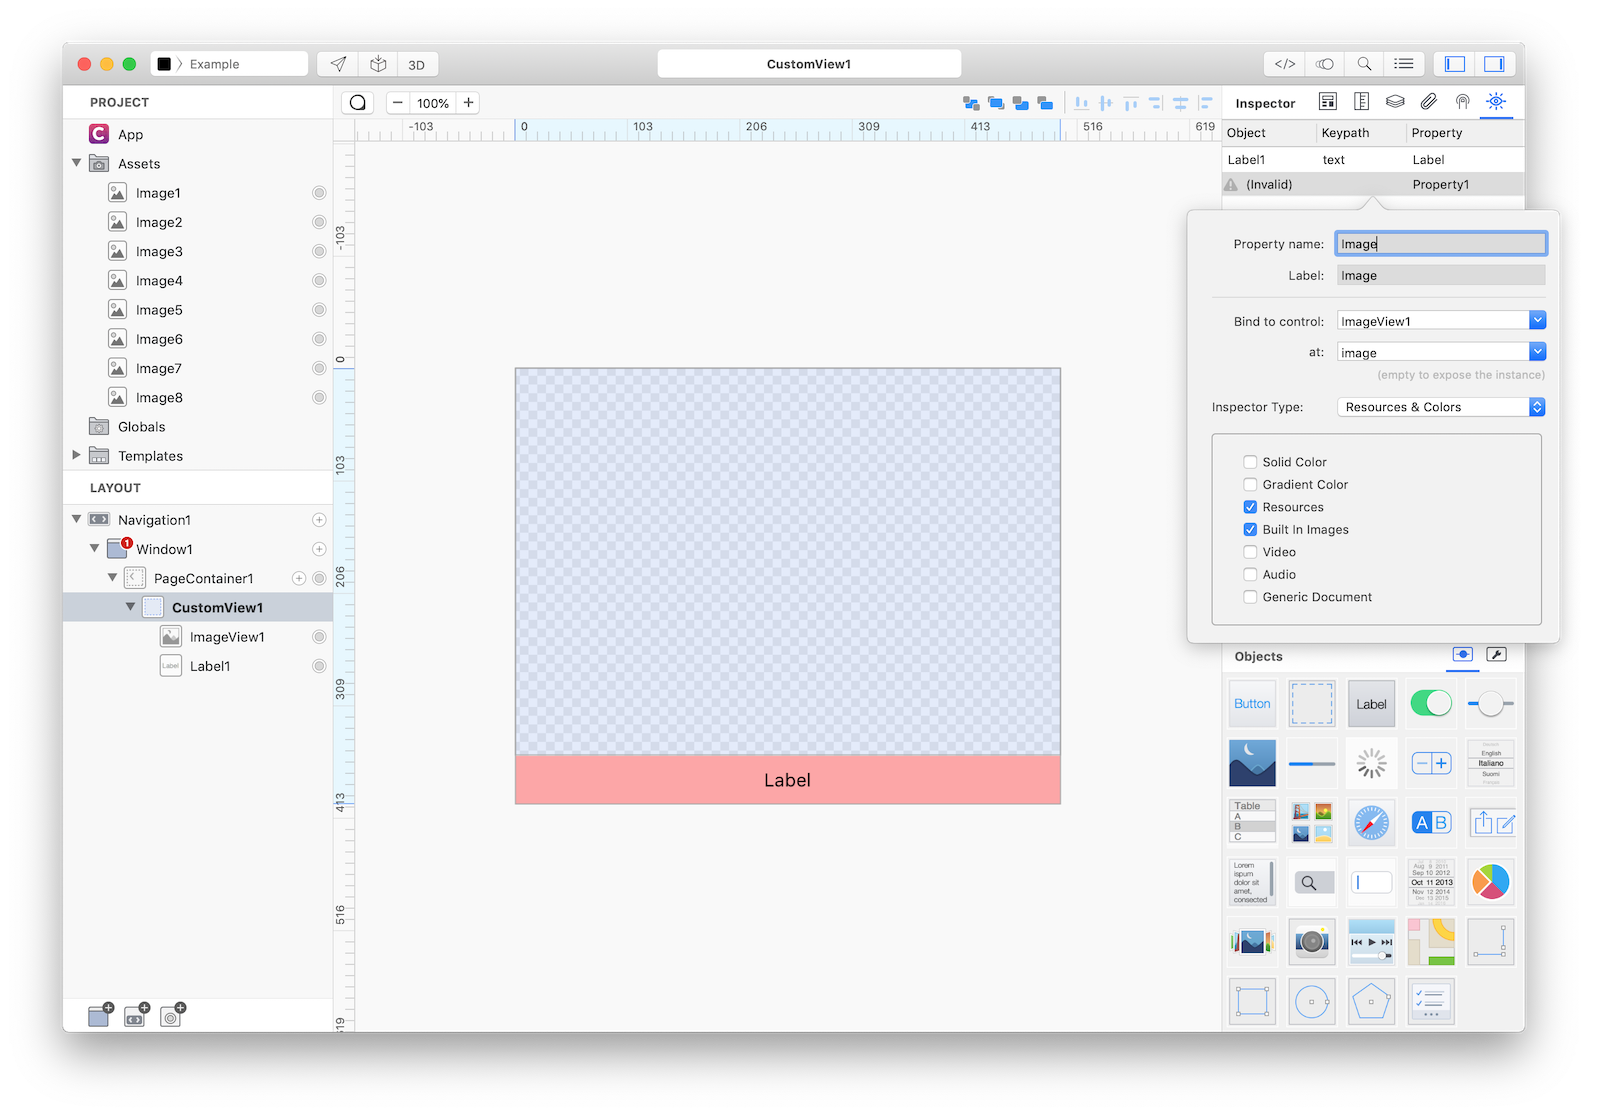 Example
3D
CustomView1
</>
PROJECT
100%
Inspector
App
Assets
Image1
Image2
Image3
Image4
Image5
Image6
Image7
Image8
Globals
Templates
LAYOUT
Navigation1
1
Window1
PageContainer1
CustomView1
ImageView1
Label
Label1
-103
0
103
206
309
413
516
619
-103
0
103
206
309
413
516
Label
Object
Keypath
Property
Label1
text
Label
(Invalid)
Property1
Property name:
Image
Label:
Image
Bind to control:
ImageView1
at:
image
(empty to expose the instance)
Inspector Type:
Resources & Colors
Solid Color
Gradient Color
Resources
Built In Images
Video
Audio
Generic Document
Objects
Button
Label
English
Italiano
Suomi
Table
A
B
C
A B
Lorem
ispum
dolor sit
amet,
consected
Aug 9 2011
Sep 10 2012
Oct 11 2013
Nov 12 2014
Dec 13 2015